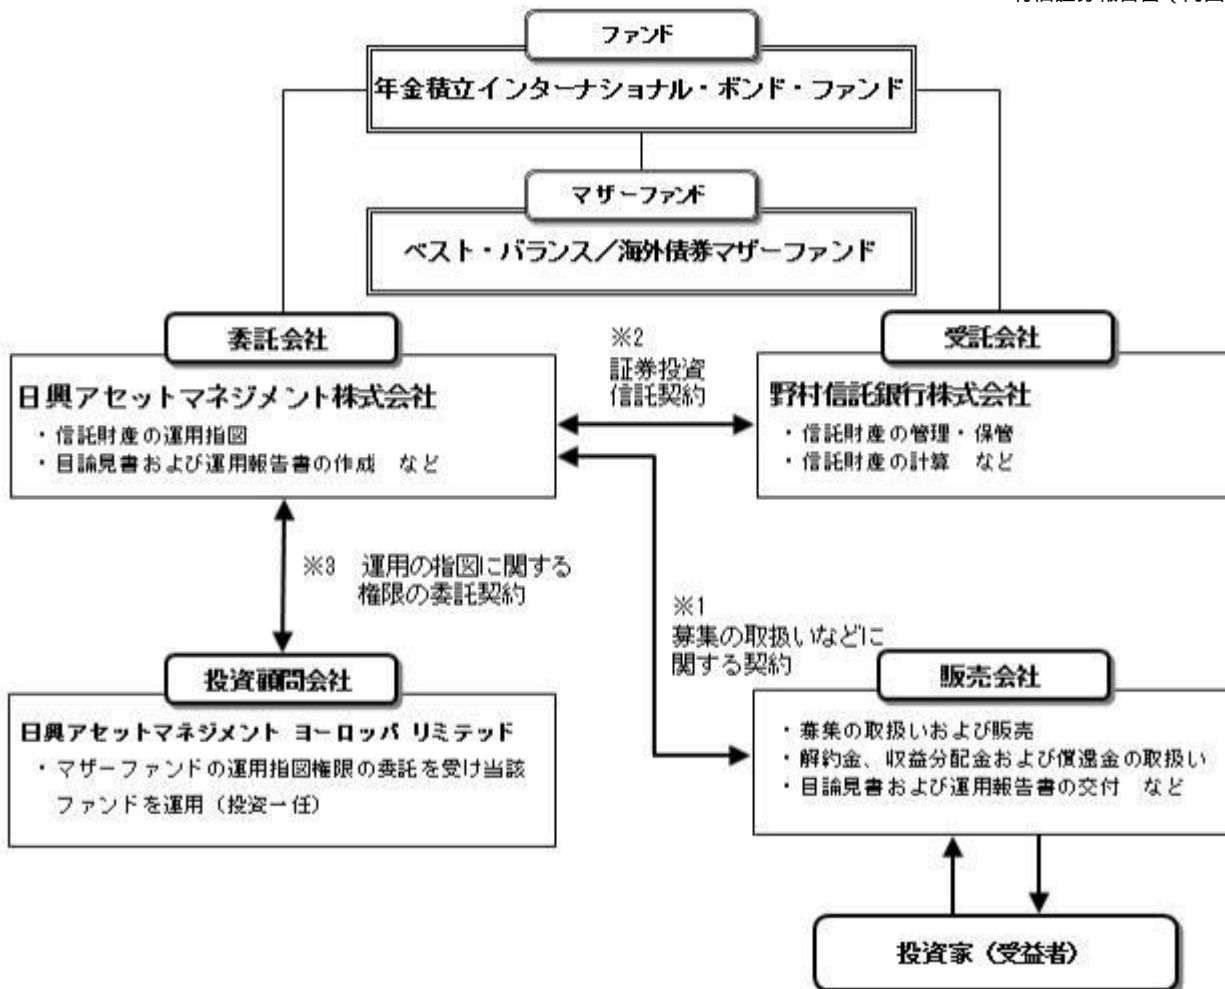 ファンド
年金積立インターナショナル・ボンド・ファンド
マザーファンド
ベスト・バランス／海外債券マザーファンド
委託会社
日興アセットマネジメント株式会社
・信託財産の運用指図
・目論見書および運用報告書の作成　など
※2
証券投資
信託契約
受託会社
野村信託銀行株式会社
・信託財産の管理・保管
・信託財産の計算　など
※3　運用の指図に関する
権限の委託契約
※1
募集の取扱いなどに
関する契約
投資顧問会社
日興アセットマネジメント ヨーロッパ リミテッド
・マザーファンドの運用指図権限の委託を受け当該
ファンドを運用（投資一任）
販売会社
・募集の取扱いおよび販売
・解約金、収益分配金および償還金の取扱い
・目論見書および運用報告書の交付　など
投資家（受益者）